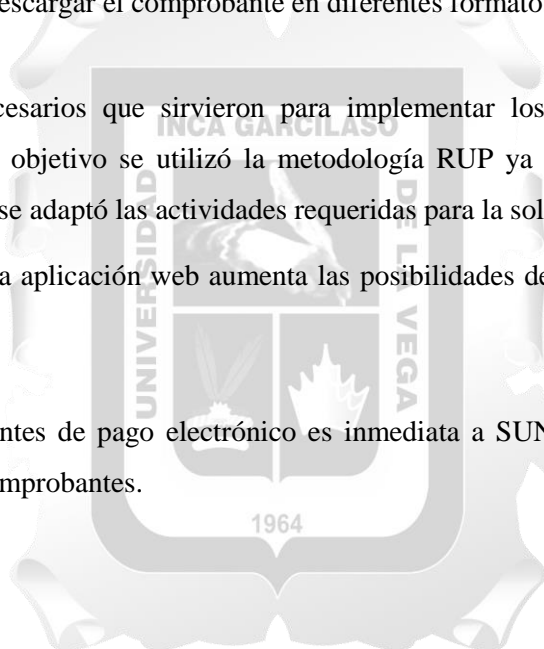 escargar el comprobante en diferentes formato
cesarios que sirvieron para implementar los
INCA GARCILASO
objetivo se utilizó la metodología RUP ya
se adaptó las actividades requeridas para la sol
UNIVERSIDAD
DE LA VEGA
a aplicación web aumenta las posibilidades de
ntes de pago electrónico es inmediata a SUN
mprobantes.
1964